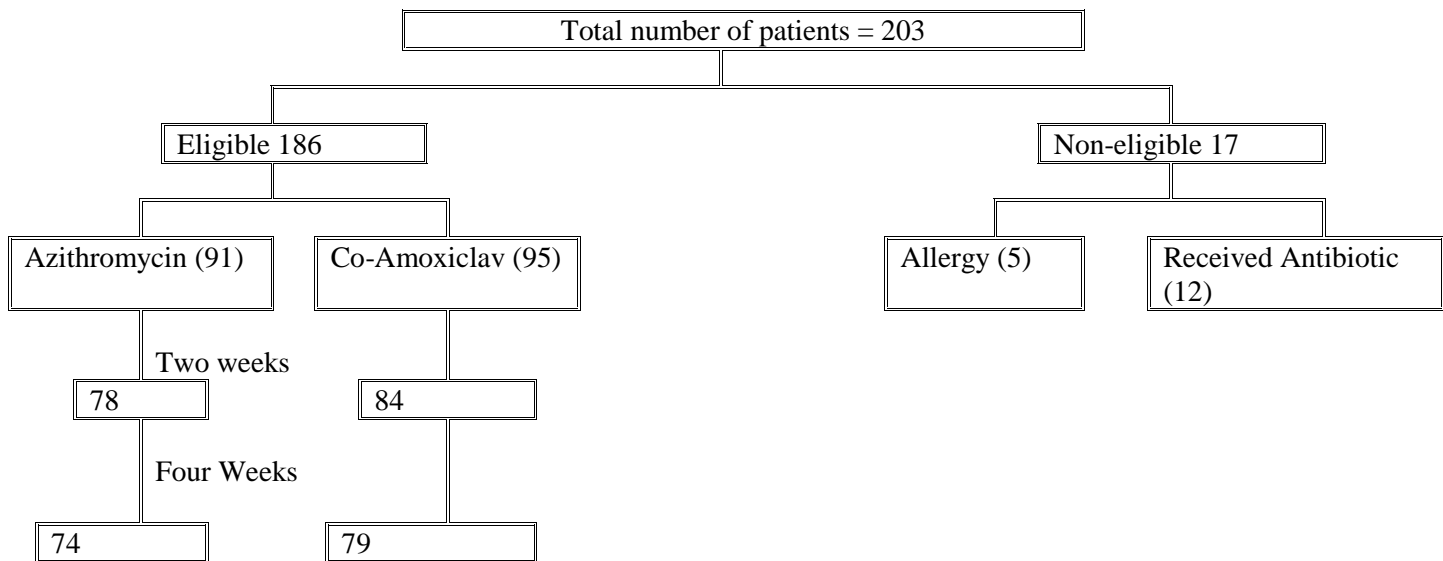 Total number of patients = 203
Eligible 186
Non-eligible 17
Azithromycin (91)
Co-Amoxiclav (95)
Allergy (5)
Received Antibiotic
(12)
Two weeks
78
84
Four Weeks
74
79